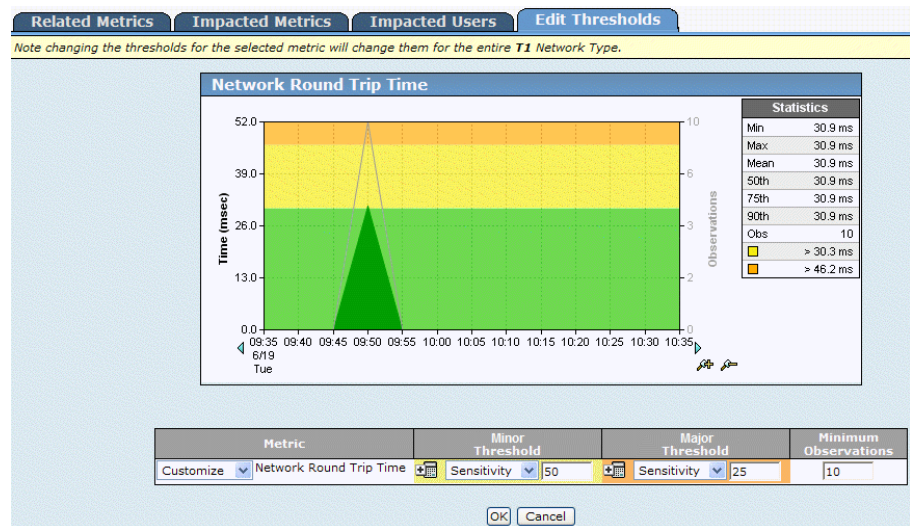 Related Metrics Impacted Metrics Impacted Users Edit Thresholds
Note changing the thresholds for the selected metric will change them for the entire T1 Network Type.
Network Round Trip Time
Time (msec)
52.0
39.0
26.0
13.0
0.0
10
6
3
2
0
Observations
09:35 09:40 09:45 09:50 09:55 10:00 10:05 10:10 10:15 10:20 10:25 10:30 10:35
6/19
Tue
Statistics
Min 30.9 ms
Max 30.9 ms
Mean 30.9 ms
50th 30.9 ms
75th 30.9 ms
90th 30.9 ms
Obs 10
> 30.3 ms
> 46.2 ms
Metric Minor Threshold Major Threshold Minimum Observations
Customize Network Round Trip Time Sensitivity 50 Sensitivity 25 10
OK Cancel